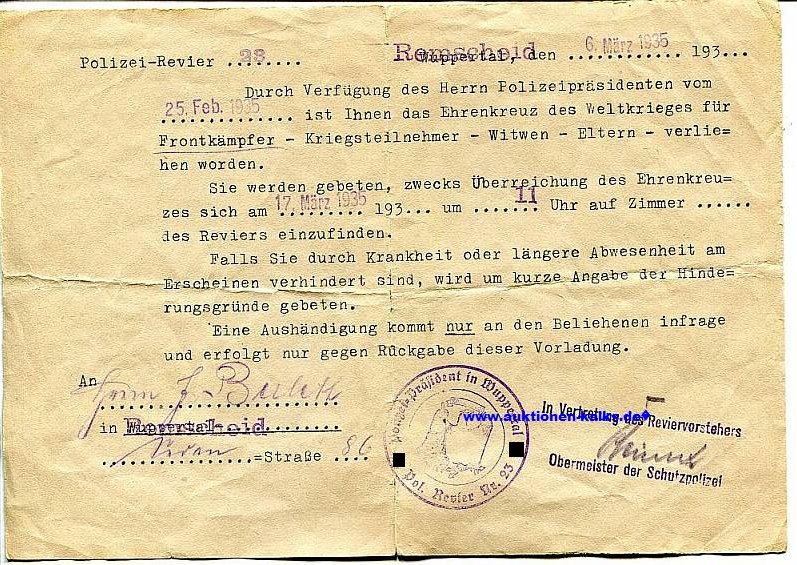 Polizei-Revier ..23...... Remscheid Wuppertal, den 6. März 1935 193...
Durch Verfügung des Herrn Polizeipräsidenten vom
25. Feb. 1935 ist Ihnen das Ehrenkreuz des Weltkrieges für
Frontkämpfer - Kriegsteilnehmer - Witwen - Eltern - verlie=
hen worden.
Sie werden gebeten, zwecks Überreichung des Ehrenkreu=
zes sich am 17. März 1935 193... um ....11 Uhr auf Zimmer ......
des Reviers einzufinden.
Falls Sie durch Krankheit oder längere Abwesenheit am
Erscheinen verhindert sind, wird um kurze Angabe der Hinde=
rungsgründe gebeten.
Eine Aushändigung kommt nur an den Beliehenen infrage
und erfolgt nur gegen Rückgabe dieser Vorladung.
An
Herrn J.
in Wuppertal Remscheid
=Straße 86
Polizei-Präsident in Wuppertal
Pol. Revier Nr. 23
www.auktionen-kalks.de
In Vertretung des Reviervorstehers
Obermeister der Schutzpolizei